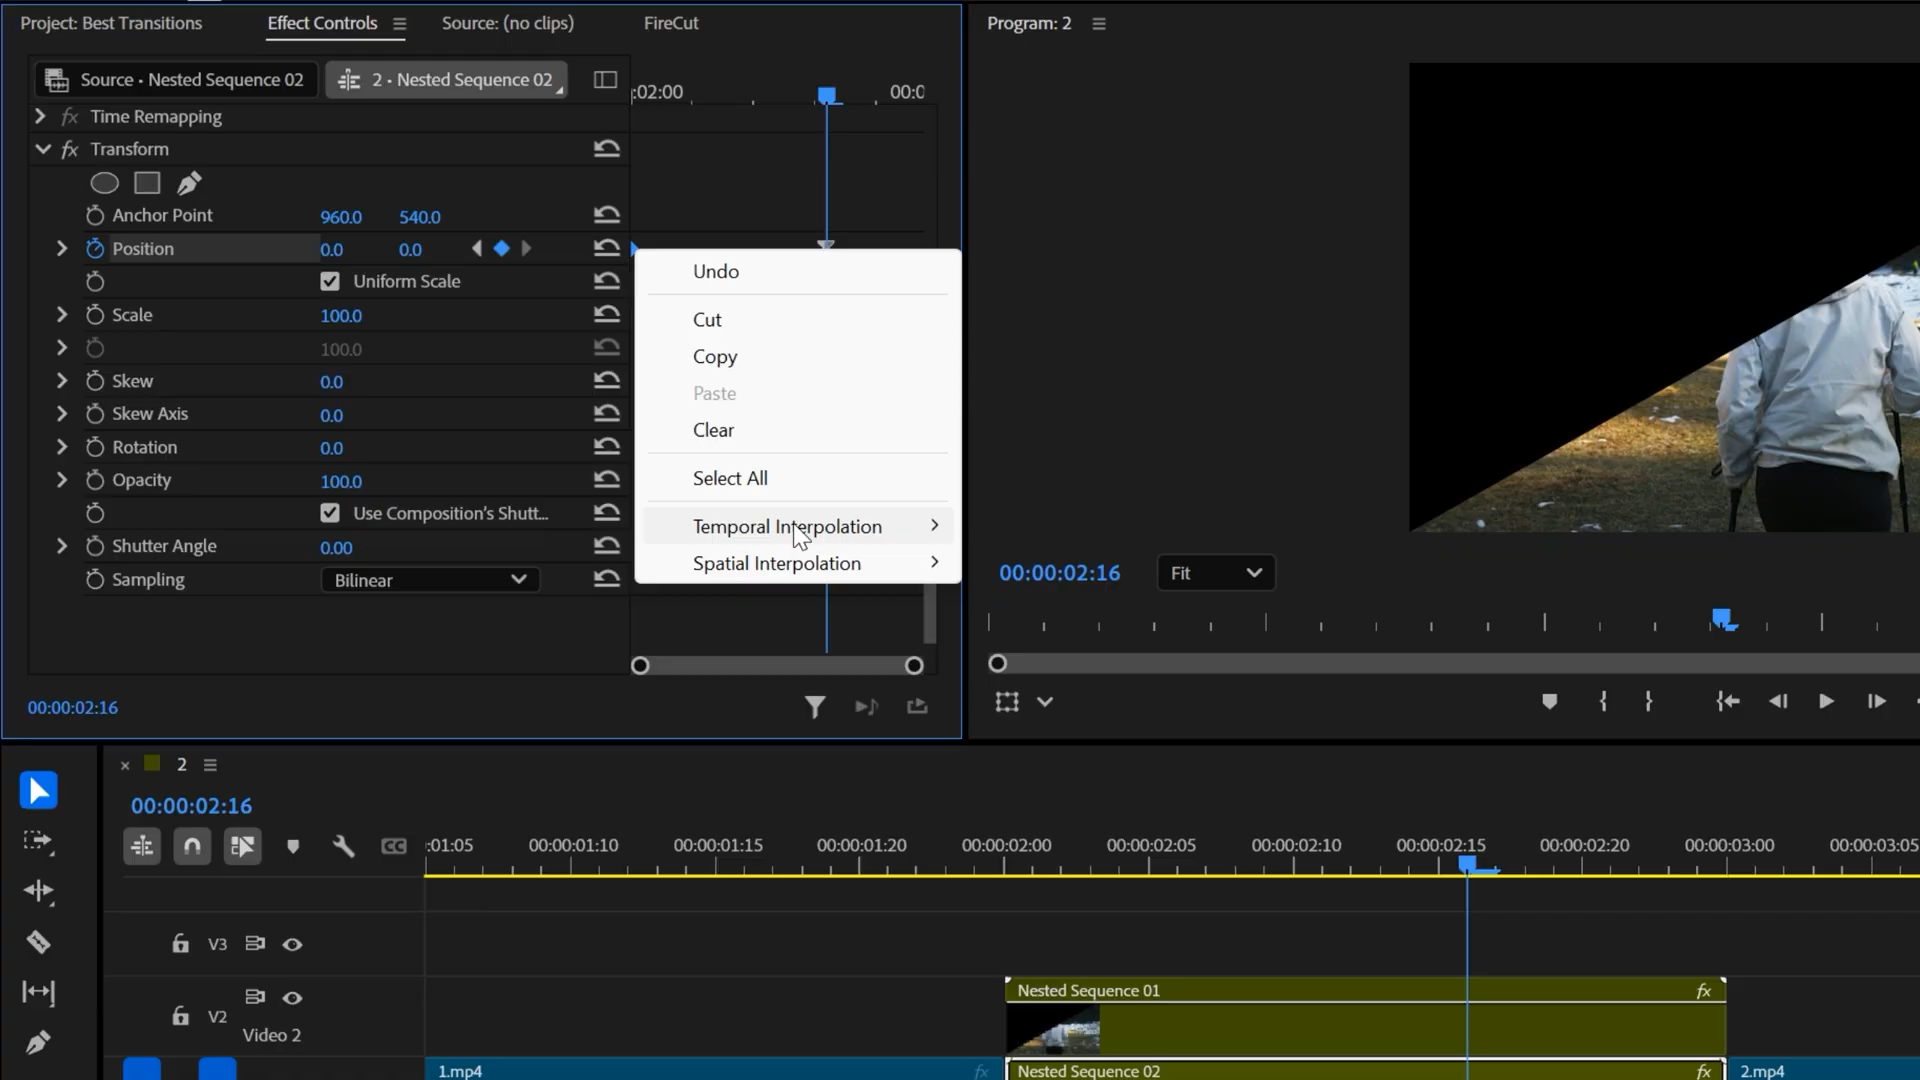 Project: Best Transitions
Effect Controls
Source: (no clips)
FireCut
Program: 2
Source • Nested Sequence 02
2 • Nested Sequence 02
:02:00
00:0
fx Time Remapping
fx Transform
Anchor Point 960.0 540.0
Position 0.0 0.0
Uniform Scale
Scale 100.0
100.0
Skew 0.0
Skew Axis 0.0
Rotation 0.0
Opacity 100.0
Use Composition's Shutt...
Shutter Angle 0.00
Sampling Bilinear
Undo
Cut
Copy
Paste
Clear
Select All
Temporal Interpolation
Spatial Interpolation
00:00:02:16
00:00:02:16
Fit
2
00:00:02:16
CC
:01:05 00:00:01:10 00:00:01:15 00:00:01:20 00:00:02:00 00:00:02:05 00:00:02:10 00:00:02:15 00:00:02:20 00:00:03:00 00:00:03:05
V3
V2
Video 2
Nested Sequence 01 fx
1.mp4 fx
Nested Sequence 02 fx
2.mp4